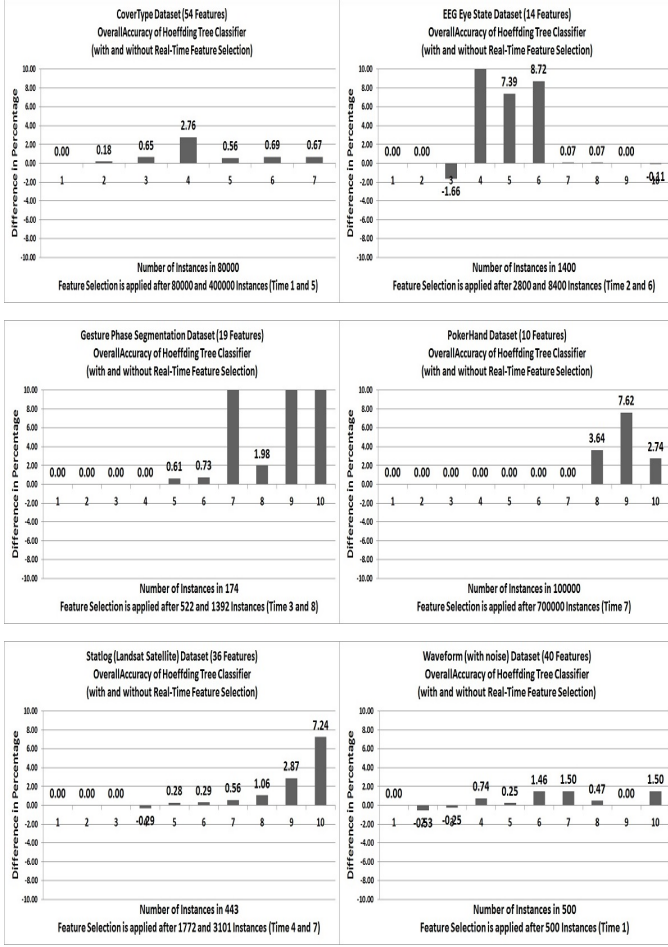 CoverType Dataset (54 Features)
OverallAccuracy of Hoeffding Tree Classifier
(with and without Real-Time Feature Selection)
Difference in Percentage
10.00
8.00
6.00
4.00
2.00
0.00
-2.00
-4.00
-6.00
-8.00
-10.00
0.00 0.18 0.65 2.76 0.56 0.69 0.67
1 2 3 4 5 6 7
Number of Instances in 80000
Feature Selection is applied after 80000 and 400000 Instances (Time 1 and 5)
EEG Eye State Dataset (14 Features)
OverallAccuracy of Hoeffding Tree Classifier
(with and without Real-Time Feature Selection)
Difference in Percentage
10.00
8.00
6.00
4.00
2.00
0.00
-2.00
-4.00
-6.00
-8.00
-10.00
0.00 0.00 -1.66 7.39 8.72 0.07 0.07 0.00 -0.11
1 2 3 4 5 6 7 8 9 10
Number of Instances in 1400
Feature Selection is applied after 2800 and 8400 Instances (Time 2 and 6)
Gesture Phase Segmentation Dataset (19 Features)
OverallAccuracy of Hoeffding Tree Classifier
(with and without Real-Time Feature Selection)
Difference in Percentage
10.00
8.00
6.00
4.00
2.00
0.00
-2.00
-4.00
-6.00
-8.00
-10.00
0.00 0.00 0.00 0.00 0.61 0.73 1.98
1 2 3 4 5 6 7 8 9 10
Number of Instances in 174
Feature Selection is applied after 522 and 1392 Instances (Time 3 and 8)
PokerHand Dataset (10 Features)
OverallAccuracy of Hoeffding Tree Classifier
(with and without Real-Time Feature Selection)
Difference in Percentage
10.00
8.00
6.00
4.00
2.00
0.00
-2.00
-4.00
-6.00
-8.00
-10.00
0.00 0.00 0.00 0.00 0.00 0.00 0.00 3.64 7.62 2.74
1 2 3 4 5 6 7 8 9 10
Number of Instances in 100000
Feature Selection is applied after 700000 Instances (Time 7)
Statlog (Landsat Satellite) Dataset (36 Features)
OverallAccuracy of Hoeffding Tree Classifier
(with and without Real-Time Feature Selection)
Difference in Percentage
10.00
8.00
6.00
4.00
2.00
0.00
-2.00
-4.00
-6.00
-8.00
-10.00
0.00 0.00 0.00 -0.29 0.28 0.29 0.56 1.06 2.87 7.24
1 2 3 4 5 6 7 8 9 10
Number of Instances in 443
Feature Selection is applied after 1772 and 3101 Instances (Time 4 and 7)
Waveform (with noise) Dataset (40 Features)
OverallAccuracy of Hoeffding Tree Classifier
(with and without Real-Time Feature Selection)
Difference in Percentage
10.00
8.00
6.00
4.00
2.00
0.00
-2.00
-4.00
-6.00
-8.00
-10.00
0.00 -0.53 -0.25 0.74 0.25 1.46 1.50 0.47 0.00 1.50
1 2 3 4 5 6 7 8 9 10
Number of Instances in 500
Feature Selection is applied after 500 Instances (Time 1)